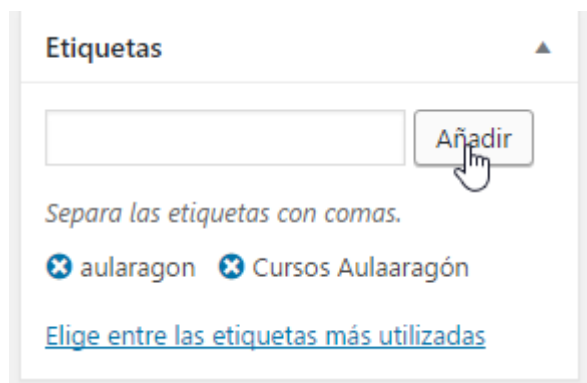 Etiquetas
Añadir
Separa las etiquetas con comas.
aularagon Cursos Aulaaragón
Elige entre las etiquetas más utilizadas